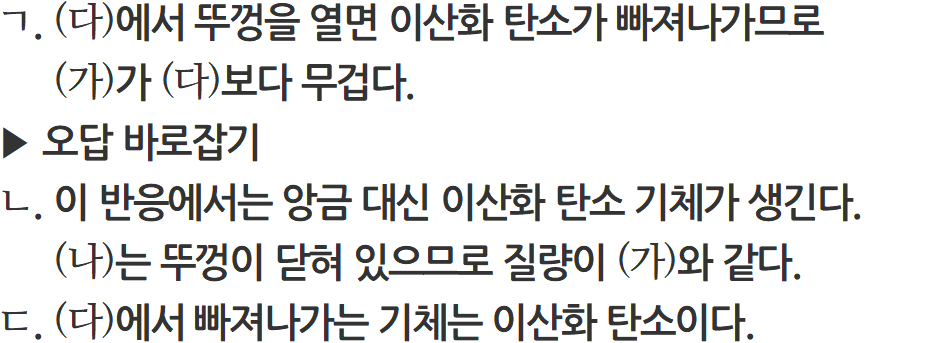 ㄱ. (다)에서 뚜껑을 열면 이산화 탄소가 빠져나가므로
(가)가 (다)보다 무겁다.
▶ 오답 바로잡기
ㄴ. 이 반응에서는 앙금 대신 이산화 탄소 기체가 생긴다.
(나)는 뚜껑이 닫혀 있으므로 질량이 (가)와 같다.
ㄷ. (다)에서 빠져나가는 기체는 이산화 탄소이다.